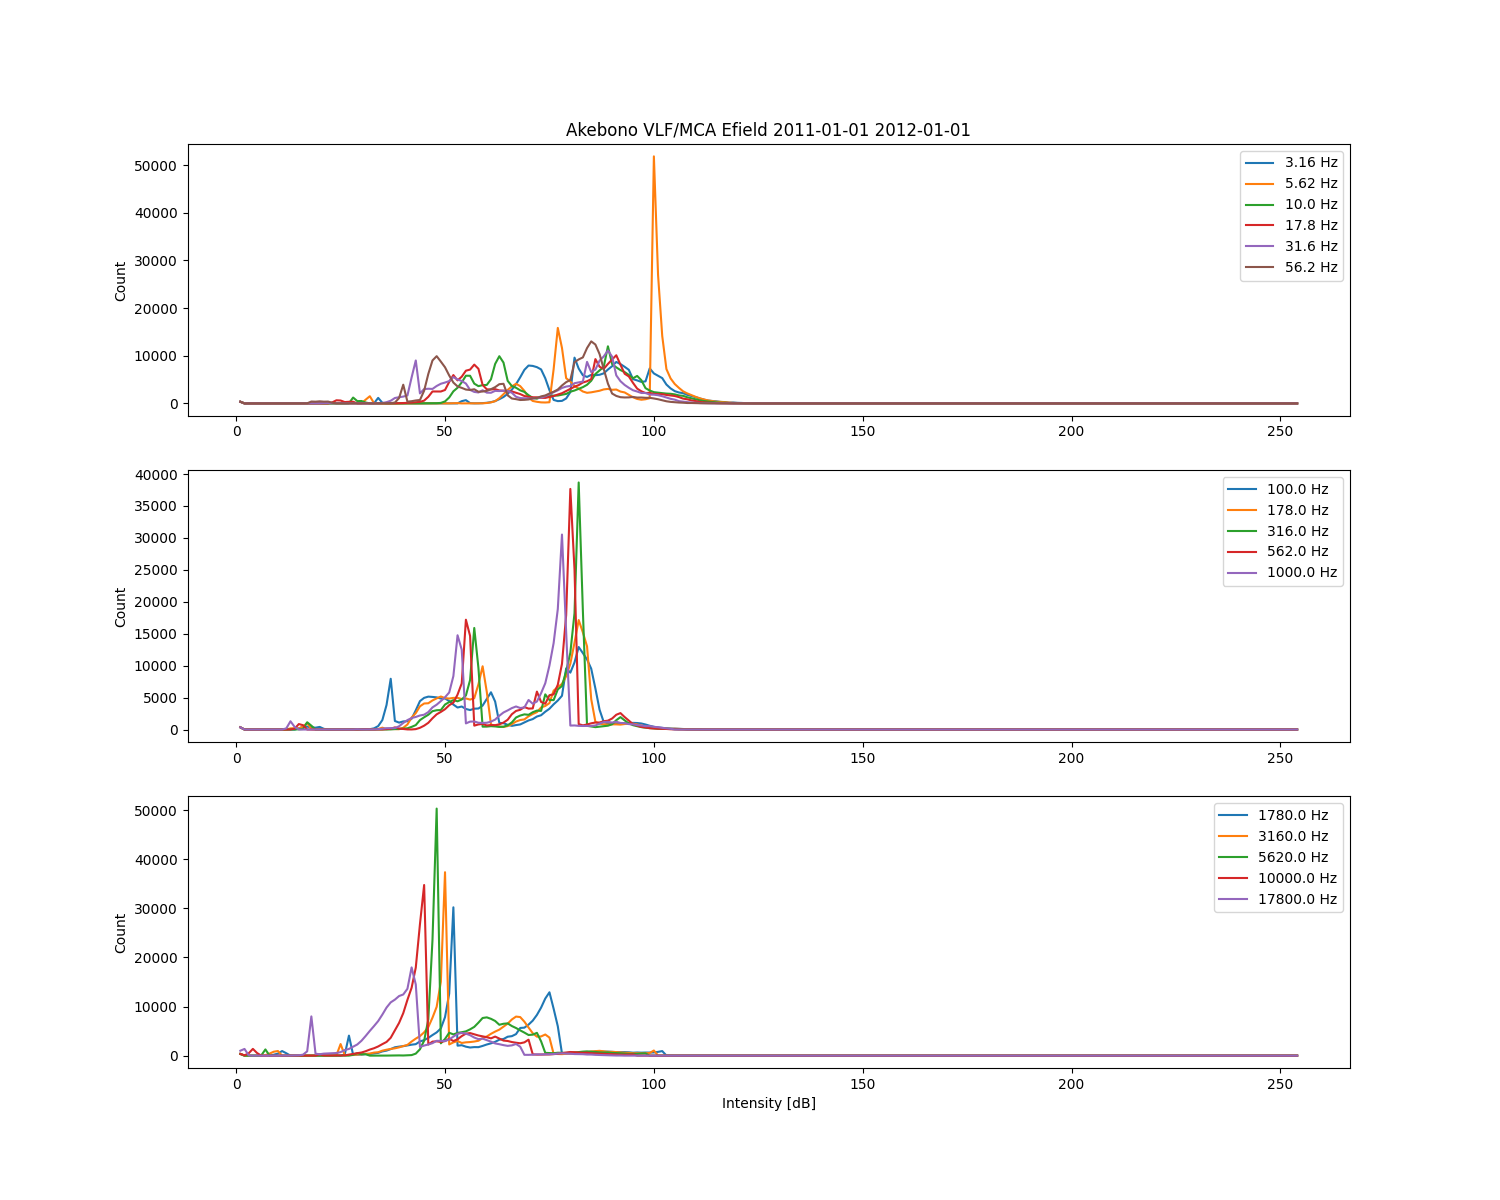 Akebono VLF/MCA Efield 2011-01-01 2012-01-01
50000
40000
30000
20000
10000
0
Count
0 50 100 150 200 250
3.16 Hz
5.62 Hz
10.0 Hz
17.8 Hz
31.6 Hz
56.2 Hz
40000
35000
30000
25000
20000
15000
10000
5000
0
Count
0 50 100 150 200 250
100.0 Hz
178.0 Hz
316.0 Hz
562.0 Hz
1000.0 Hz
50000
40000
30000
20000
10000
0
Count
0 50 100 150 200 250
Intensity [dB]
1780.0 Hz
3160.0 Hz
5620.0 Hz
10000.0 Hz
17800.0 Hz